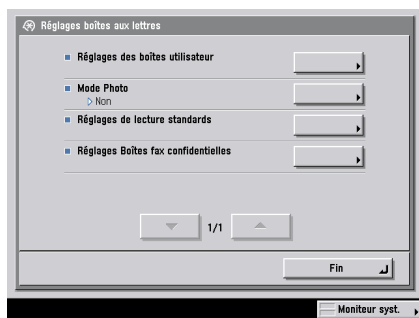 Réglages boîtes aux lettres
Réglages des boîtes utilisateur
Mode Photo
Non
Réglages de lecture standards
Réglages Boîtes fax confidentielles
1/1
Fin
Moniteur syst.